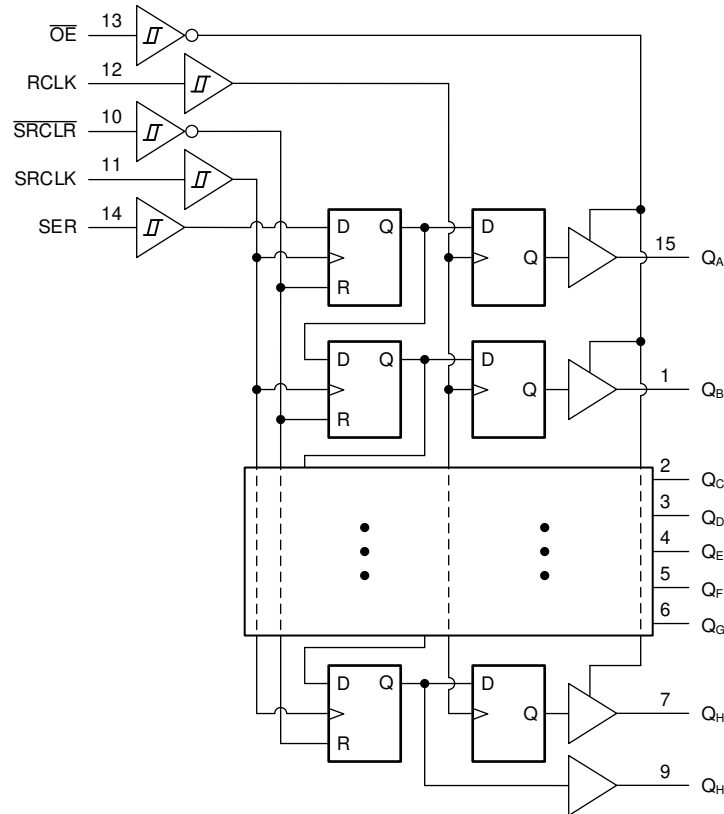 OE 13
RCLK 12
SRCLR 10
SRCLK 11
SER 14
D Q D
R Q 15 QA
D Q D
R Q 1 QB
2 QC
3 QD
4 QE
5 QF
6 QG
D Q D
R Q 7 QH
9 QH